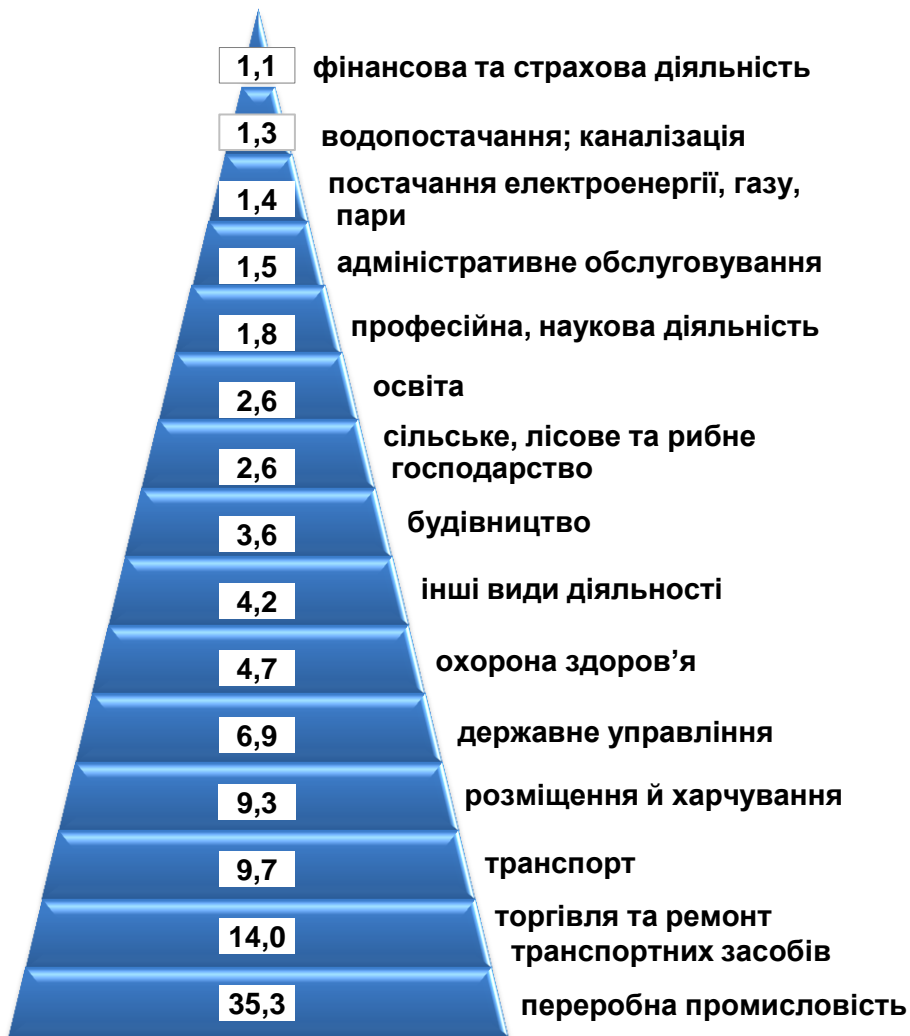 1,1 фінансова та страхова діяльність
1,3 водопостачання; каналізація
постачання електроенергії, газу,
1,4 пари
1,5 адміністративне обслуговування
1,8 професійна, наукова діяльність
2,6 освіта
сільське, лісове та рибне
2,6 господарство
3,6 будівництво
4,2 інші види діяльності
4,7 охорона здоров’я
6,9 державне управління
9,3 розміщення й харчування
9,7 транспорт
торгівля та ремонт
14,0 транспортних засобів
35,3 переробна промисловість